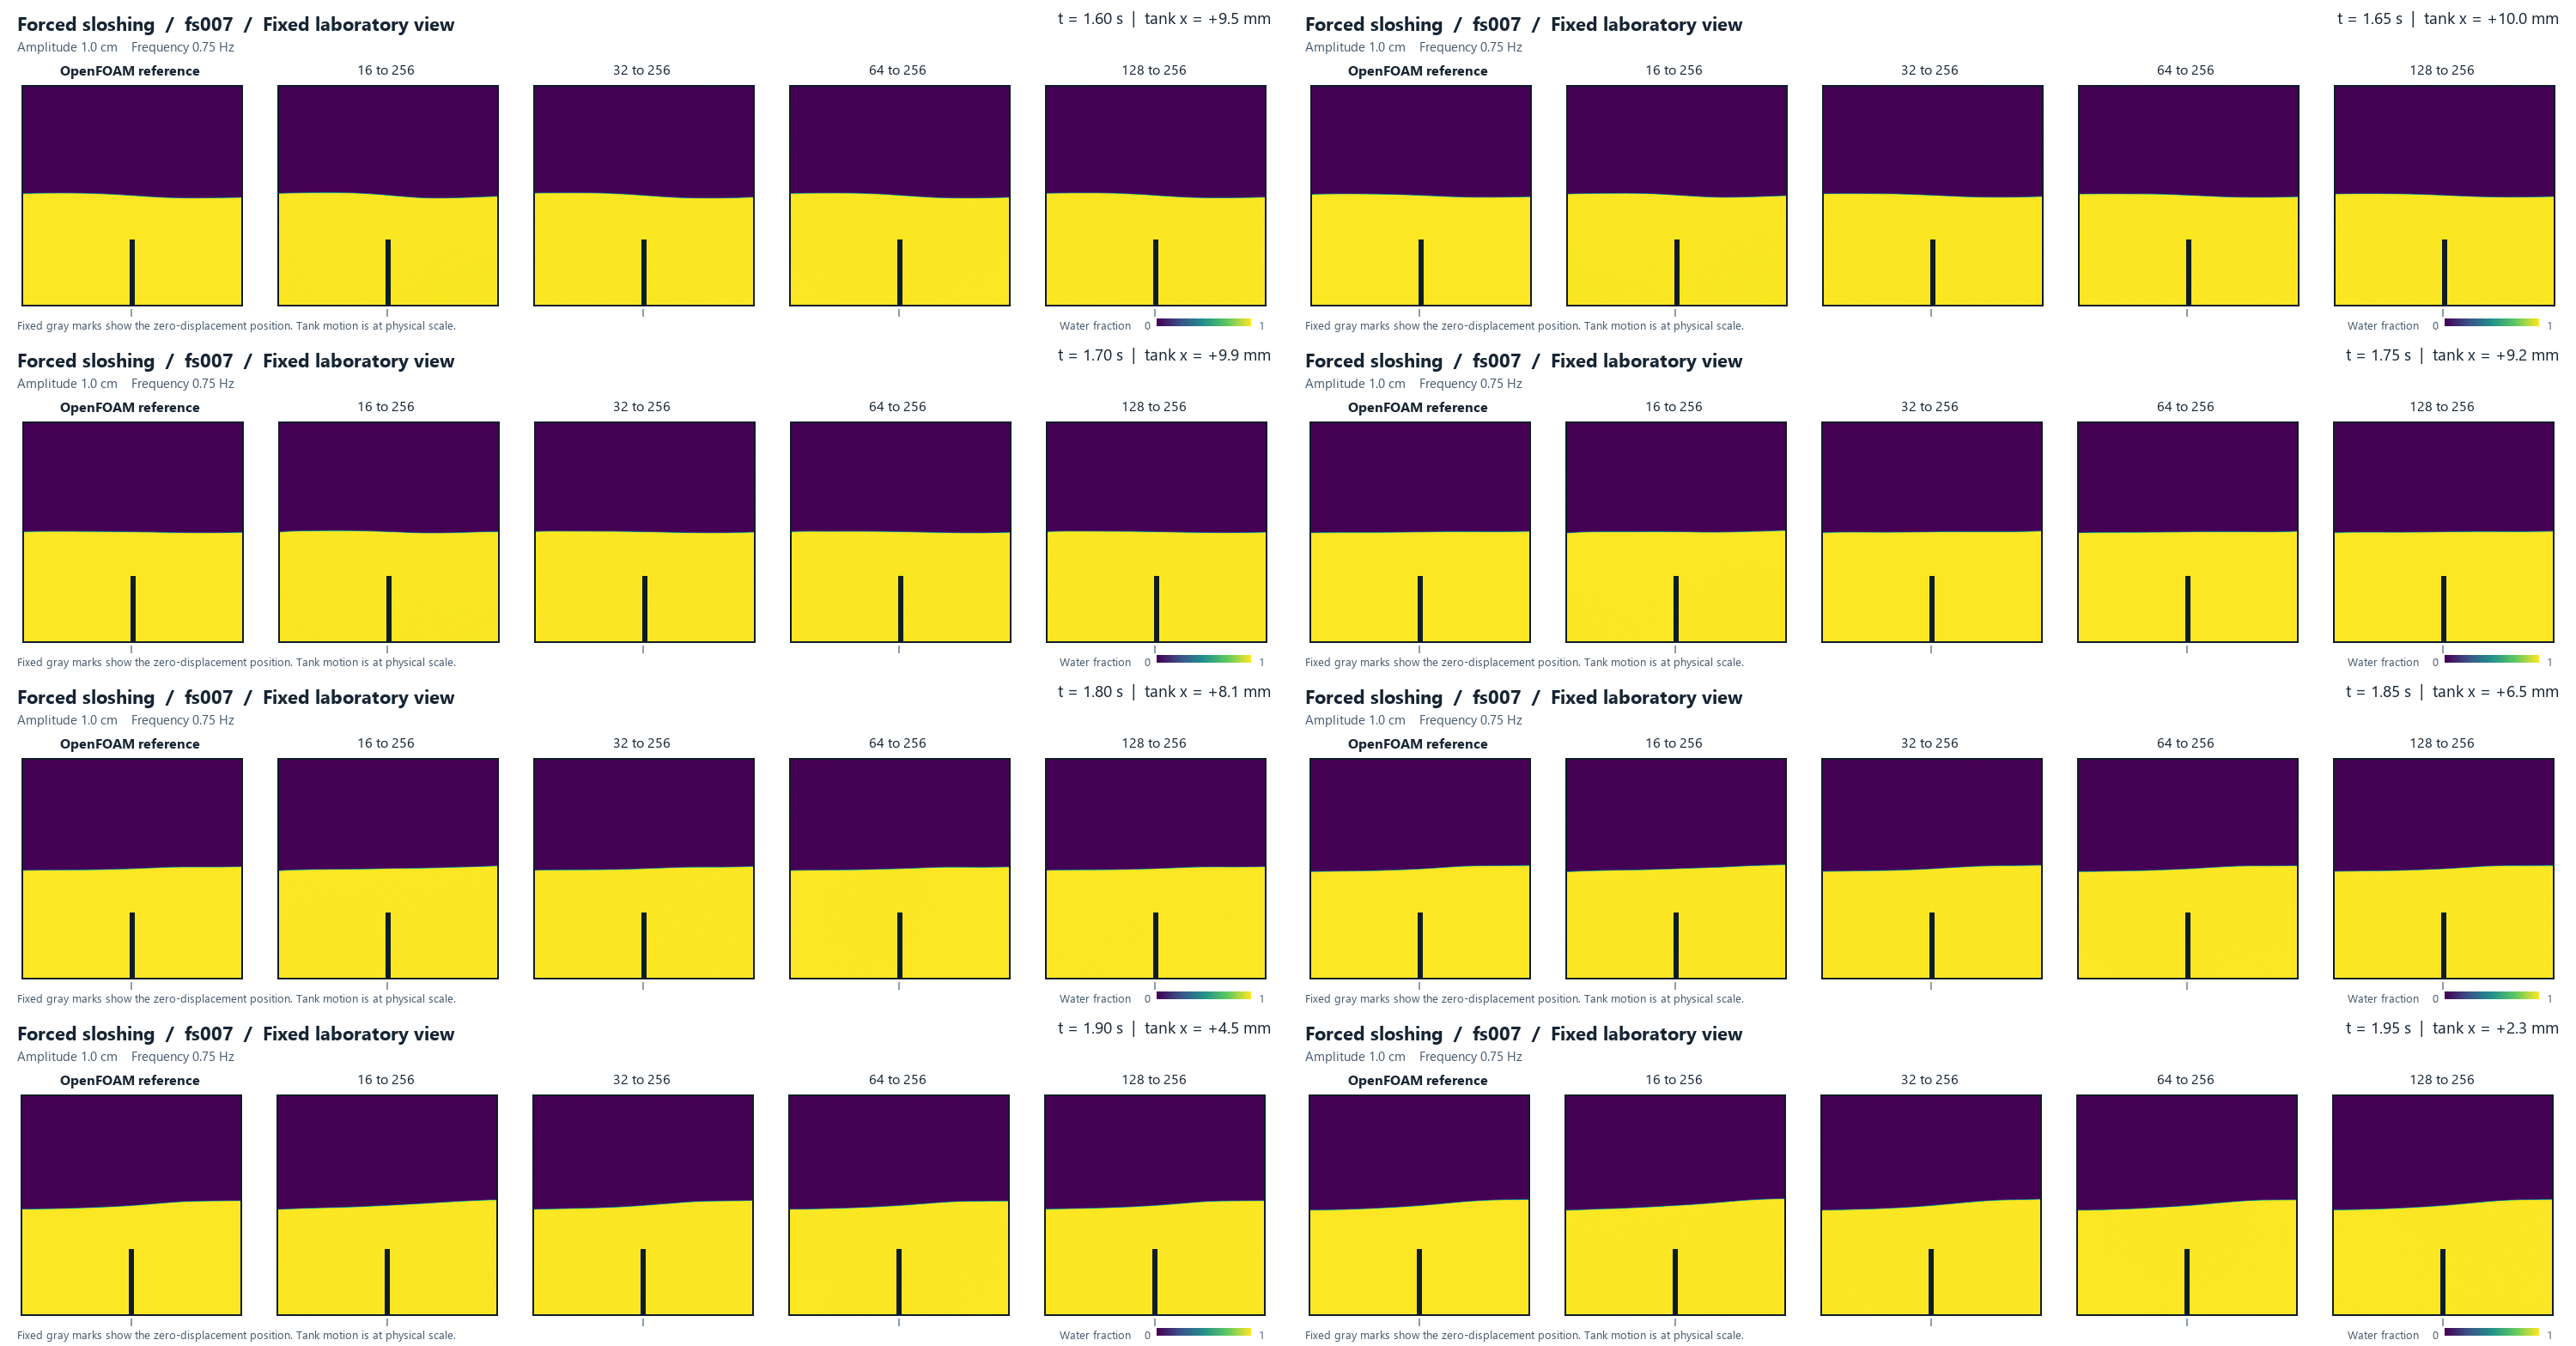 Forced sloshing / fs007 / Fixed laboratory view
t = 1.60 s | tank x = +9.5 mm
Amplitude 1.0 cm Frequency 0.75 Hz
OpenFOAM reference 16 to 256 32 to 256 64 to 256 128 to 256
Fixed gray marks show the zero-displacement position. Tank motion is at physical scale.
Water fraction 0 1
Forced sloshing / fs007 / Fixed laboratory view
t = 1.65 s | tank x = +10.0 mm
Amplitude 1.0 cm Frequency 0.75 Hz
OpenFOAM reference 16 to 256 32 to 256 64 to 256 128 to 256
Fixed gray marks show the zero-displacement position. Tank motion is at physical scale.
Water fraction 0 1
Forced sloshing / fs007 / Fixed laboratory view
t = 1.70 s | tank x = +9.9 mm
Amplitude 1.0 cm Frequency 0.75 Hz
OpenFOAM reference 16 to 256 32 to 256 64 to 256 128 to 256
Fixed gray marks show the zero-displacement position. Tank motion is at physical scale.
Water fraction 0 1
Forced sloshing / fs007 / Fixed laboratory view
t = 1.75 s | tank x = +9.2 mm
Amplitude 1.0 cm Frequency 0.75 Hz
OpenFOAM reference 16 to 256 32 to 256 64 to 256 128 to 256
Fixed gray marks show the zero-displacement position. Tank motion is at physical scale.
Water fraction 0 1
Forced sloshing / fs007 / Fixed laboratory view
t = 1.80 s | tank x = +8.1 mm
Amplitude 1.0 cm Frequency 0.75 Hz
OpenFOAM reference 16 to 256 32 to 256 64 to 256 128 to 256
Fixed gray marks show the zero-displacement position. Tank motion is at physical scale.
Water fraction 0 1
Forced sloshing / fs007 / Fixed laboratory view
t = 1.85 s | tank x = +6.5 mm
Amplitude 1.0 cm Frequency 0.75 Hz
OpenFOAM reference 16 to 256 32 to 256 64 to 256 128 to 256
Fixed gray marks show the zero-displacement position. Tank motion is at physical scale.
Water fraction 0 1
Forced sloshing / fs007 / Fixed laboratory view
t = 1.90 s | tank x = +4.5 mm
Amplitude 1.0 cm Frequency 0.75 Hz
OpenFOAM reference 16 to 256 32 to 256 64 to 256 128 to 256
Fixed gray marks show the zero-displacement position. Tank motion is at physical scale.
Water fraction 0 1
Forced sloshing / fs007 / Fixed laboratory view
t = 1.95 s | tank x = +2.3 mm
Amplitude 1.0 cm Frequency 0.75 Hz
OpenFOAM reference 16 to 256 32 to 256 64 to 256 128 to 256
Fixed gray marks show the zero-displacement position. Tank motion is at physical scale.
Water fraction 0 1